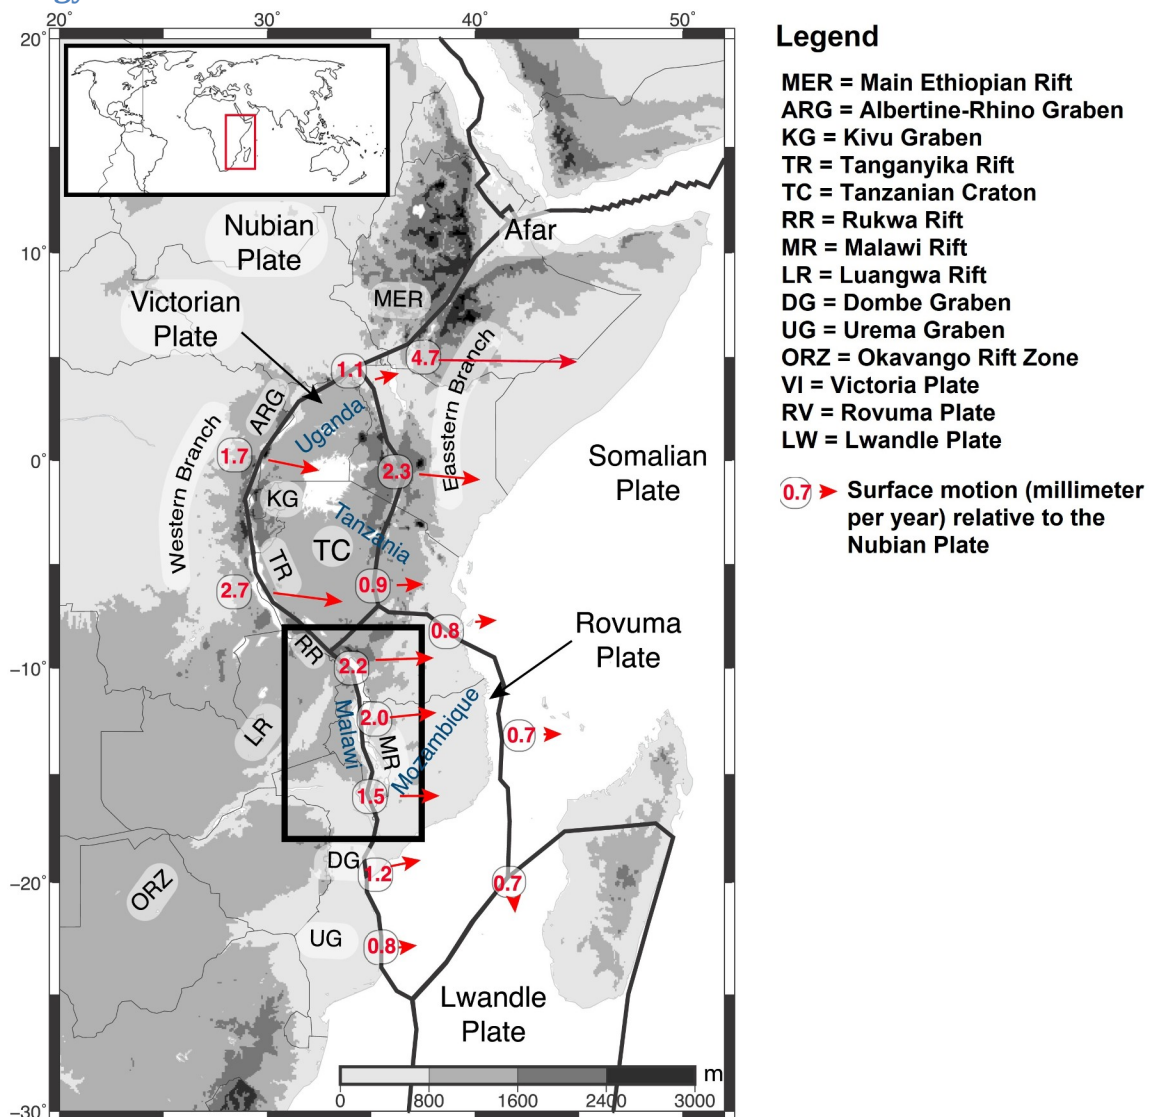 20° 30° 40° 50°
20°
10°
0°
−10°
−20°
−30°
Nubian
Plate
Victorian
Plate
Afar
MER
Eastern Branch
Western Branch
ARG
Uganda
KG
Tanzania
TC
TR
RR
LR
Malawi
MR
Mozambique
DG
UG
ORZ
Somalian
Plate
Rovuma
Plate
Lwandle
Plate
1.1
4.7
1.7
2.3
2.7
0.9
0.8
2.2
2.0
0.7
1.5
1.2
0.7
0.8
m
0 800 1600 2400 3000
Legend
MER = Main Ethiopian Rift
ARG = Albertine-Rhino Graben
KG = Kivu Graben
TR = Tanganyika Rift
TC = Tanzanian Craton
RR = Rukwa Rift
MR = Malawi Rift
LR = Luangwa Rift
DG = Dombe Graben
UG = Urema Graben
ORZ = Okavango Rift Zone
VI = Victoria Plate
RV = Rovuma Plate
LW = Lwandle Plate
0.7 Surface motion (millimeter
per year) relative to the
Nubian Plate